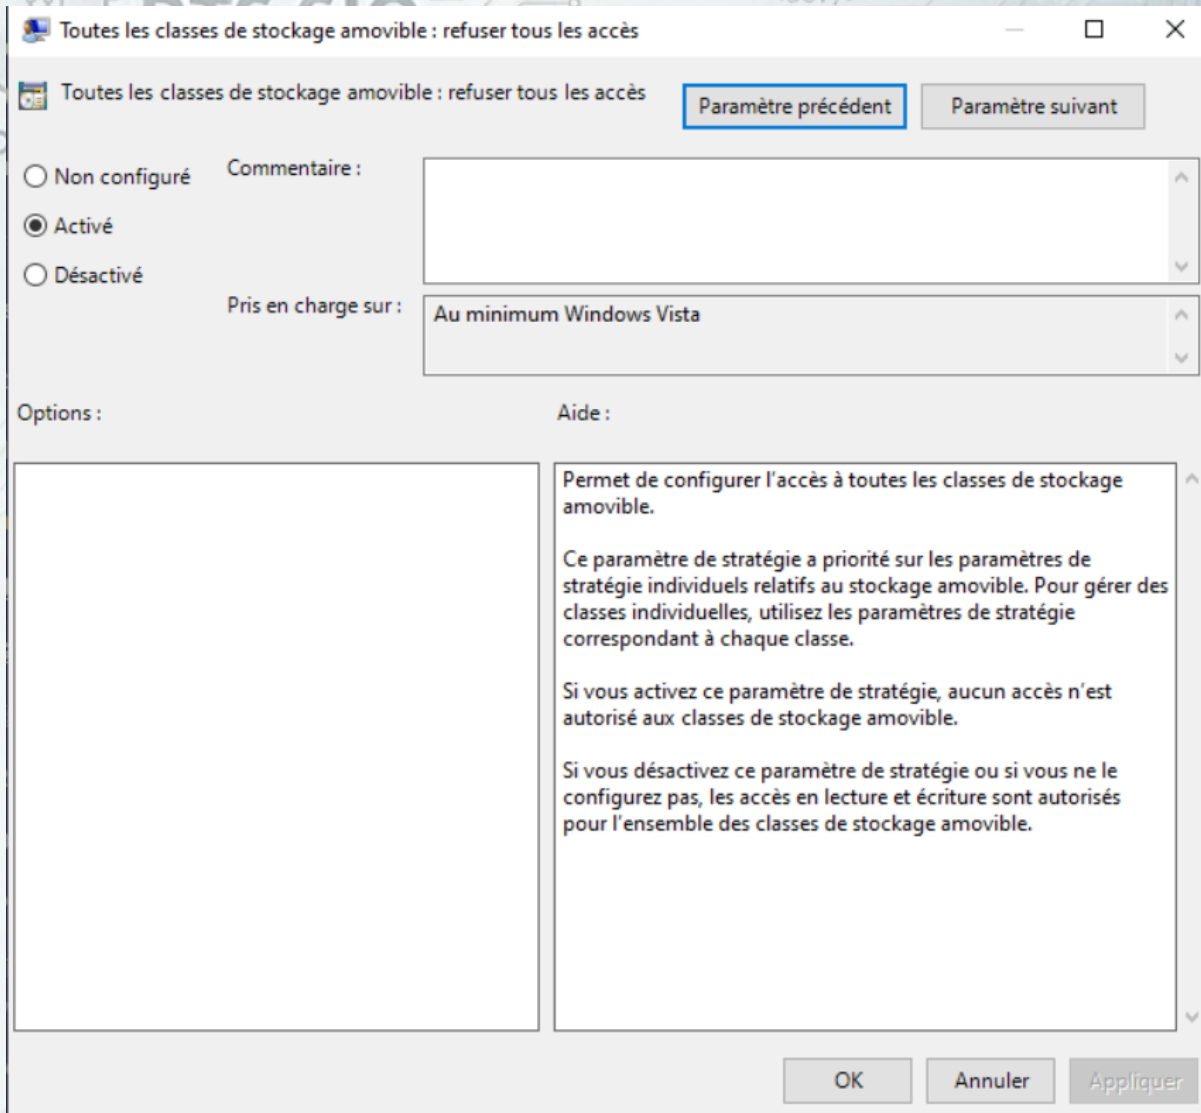 Toutes les classes de stockage amovible : refuser tous les accès
Toutes les classes de stockage amovible : refuser tous les accès
Paramètre précédent
Paramètre suivant
Non configuré
Commentaire :
Activé
Désactivé
Pris en charge sur :
Au minimum Windows Vista
Options :
Aide :
Permet de configurer l’accès à toutes les classes de stockage
amovible.
Ce paramètre de stratégie a priorité sur les paramètres de
stratégie individuels relatifs au stockage amovible. Pour gérer des
classes individuelles, utilisez les paramètres de stratégie
correspondant à chaque classe.
Si vous activez ce paramètre de stratégie, aucun accès n’est
autorisé aux classes de stockage amovible.
Si vous désactivez ce paramètre de stratégie ou si vous ne le
configurez pas, les accès en lecture et écriture sont autorisés
pour l’ensemble des classes de stockage amovible.
OK
Annuler
Appliquer